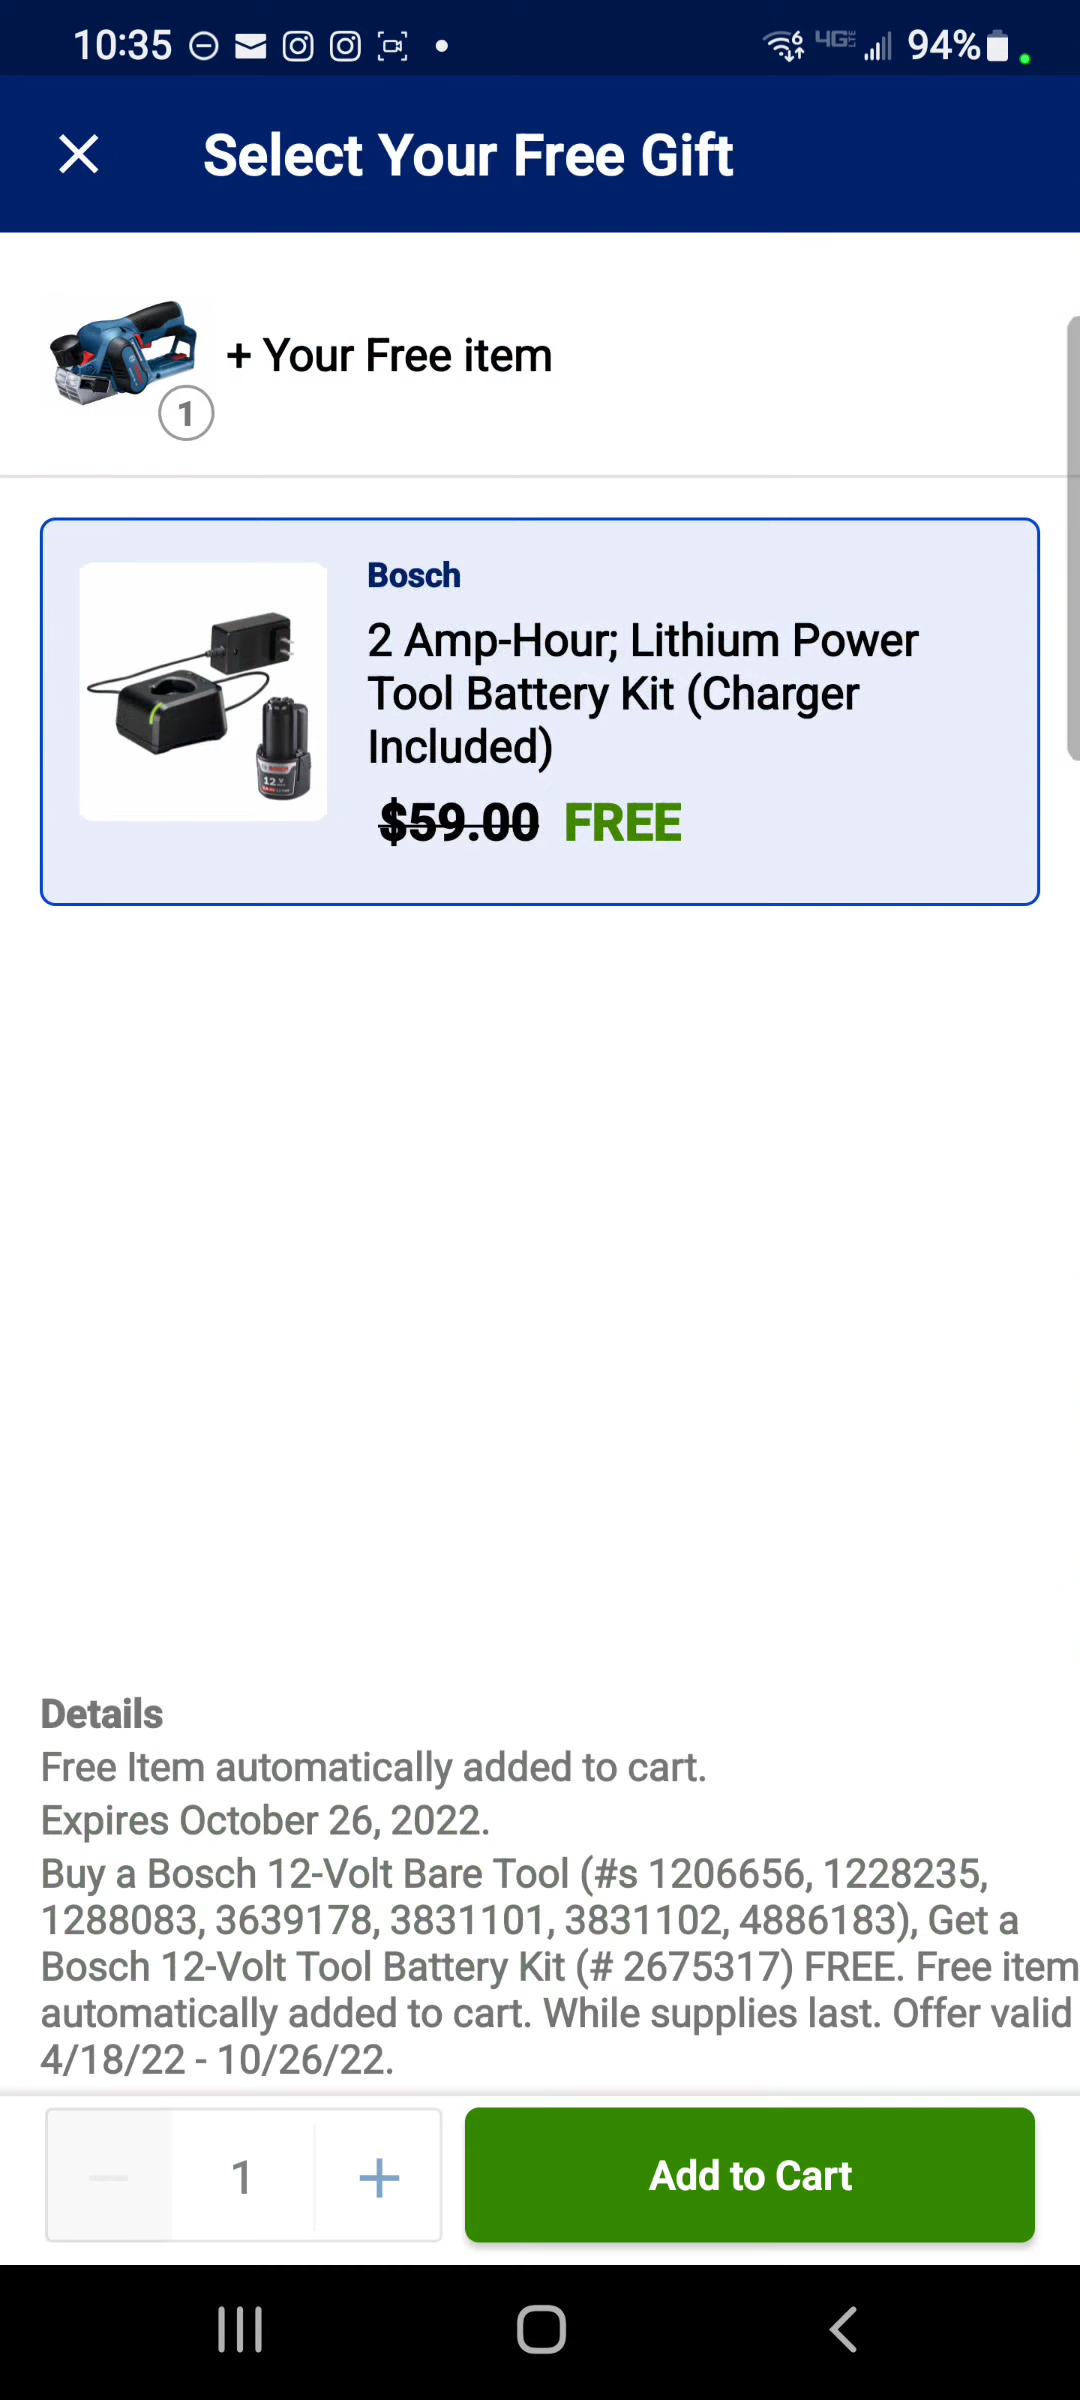 10:35
6 4G LTE 94%
Select Your Free Gift
+ Your Free item
1
Bosch
2 Amp-Hour; Lithium Power
Tool Battery Kit (Charger
Included)
$59.00 FREE
12 V
Details
Free Item automatically added to cart.
Expires October 26, 2022.
Buy a Bosch 12-Volt Bare Tool (#s 1206656, 1228235,
1288083, 3639178, 3831101, 3831102, 4886183), Get a
Bosch 12-Volt Tool Battery Kit (# 2675317) FREE. Free item
automatically added to cart. While supplies last. Offer valid
4/18/22 - 10/26/22.
1
Add to Cart